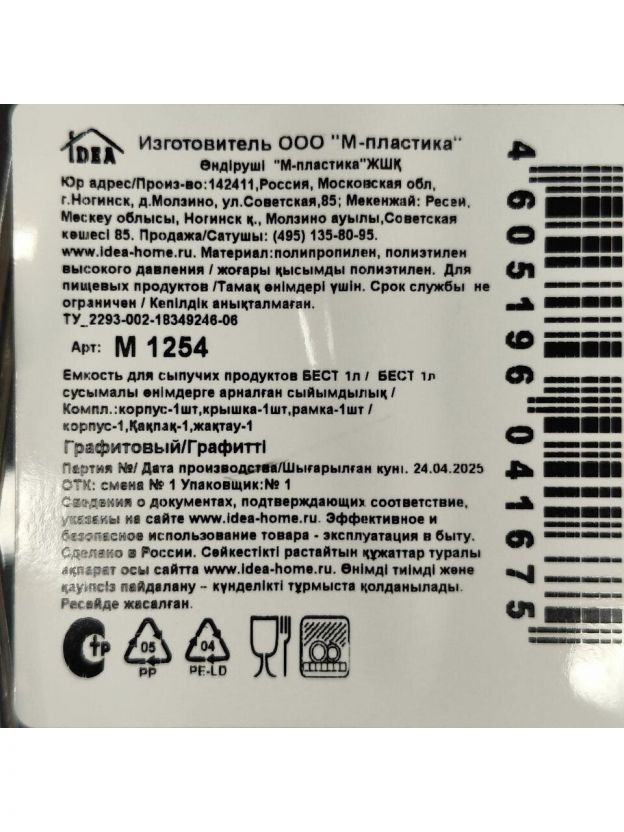 IDEA
Изготовитель ООО "М-пластика"
Өндіруші "М-пластика"ЖШҚ
Юр адрес/Произ-во:142411,Россия, Московская обл,
г.Ногинск, д.Молзино, ул.Советская,85; Мекенжай: Ресей,
Мәскеу облысы, Ногинск қ., Молзино ауылы,Советская
көшесі 85. Продажа/Сатушы: (495) 135-80-95.
www.idea-home.ru. Материал:полипропилен, полиэтилен
высокого давления / жоғары қысымды полиэтилен. Для
пищевых продуктов /Тамақ өнімдері үшін. Срок службы не
ограничен / Кепілдік анықталмаған.
ТУ_2293-002-18349246-06
Арт: М 1254
Емкость для сыпучих продуктов БЕСТ 1л / БЕСТ 1л
сусымалы өнімдерге арналған сыйымдылық /
Компл.:корпус-1шт,крышка-1шт,рамка-1шт /
корпус-1,Қақпақ-1,жақтау-1
Графитовый/Графитті
Партия №/ Дата производства/Шығарылған күні. 24.04.2025
ОТК: смена № 1 Упаковщик:№ 1
Сведения о документах, подтверждающих соответствие,
указаны на сайте www.idea-home.ru. Эффективное и
безопасное использование товара - эксплуатация в быту.
Сделано в России. Сәйкестікті растайтын құжаттар туралы
ақпарат осы сайтта www.idea-home.ru. Өнімді тиімді және
қауіпсіз пайдалану – күнделікті тұрмыста қолданылады.
Ресейде жасалған.
СТР
05
PP
04
PE-LD
4605196041675